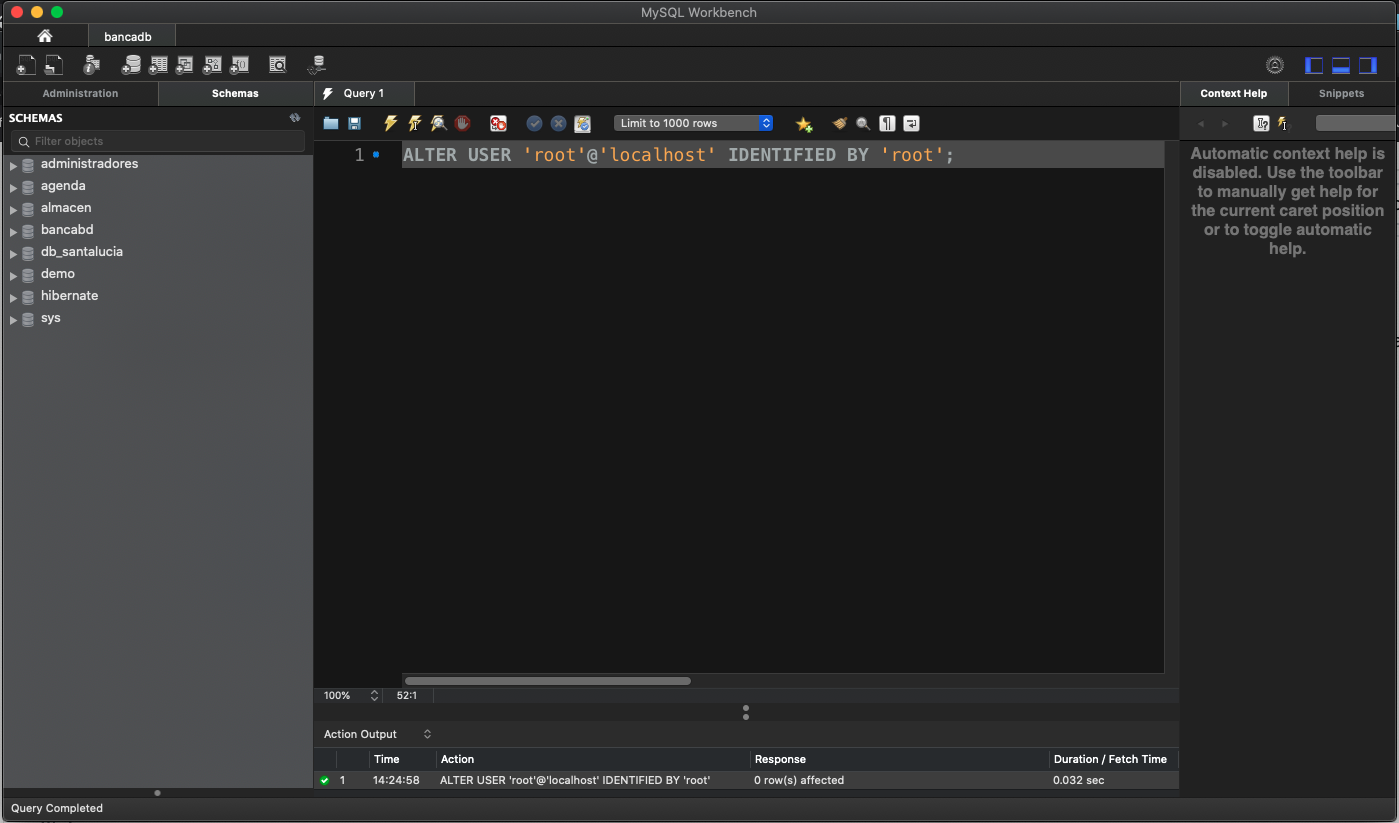 MySQL Workbench
bancadb
Administration
Schemas
Query 1
Context Help
Snippets
SCHEMAS
Filter objects
administradores
agenda
almacen
bancabd
db_santalucia
demo
hibernate
sys
Limit to 1000 rows
1 ALTER USER 'root'@'localhost' IDENTIFIED BY 'root';
Automatic context help is
disabled. Use the toolbar
to manually get help for
the current caret position
or to toggle automatic
help.
100% 52:1
Action Output
Time Action Response Duration / Fetch Time
1 14:24:58 ALTER USER 'root'@'localhost' IDENTIFIED BY 'root' 0 row(s) affected 0.032 sec
Query Completed